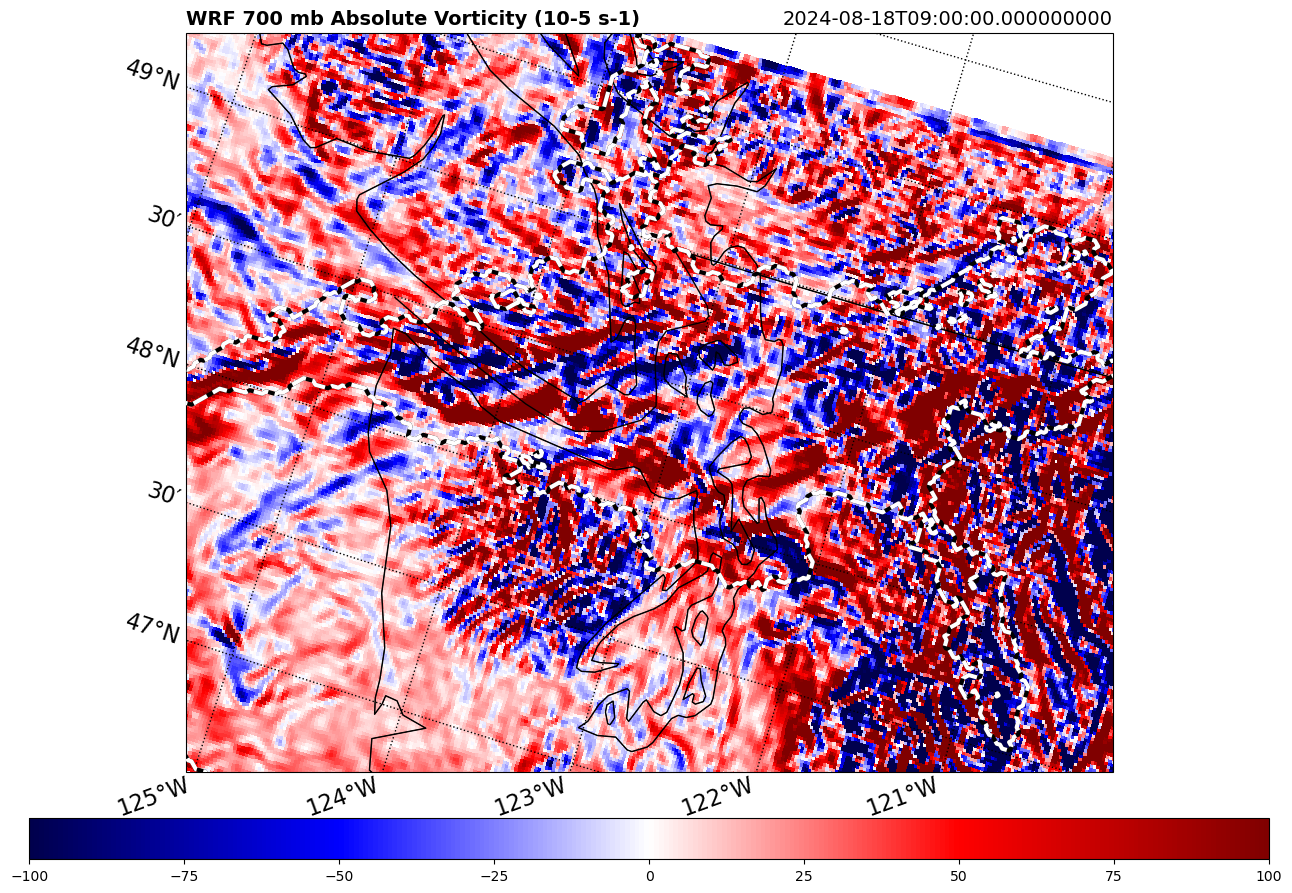 WRF 700 mb Absolute Vorticity (10-5 s-1) 2024-08-18T09:00:00.000000000
49°N
30′
48°N
30′
47°N
125°W 124°W 123°W 122°W 121°W
−100 −75 −50 −25 0 25 50 75 100